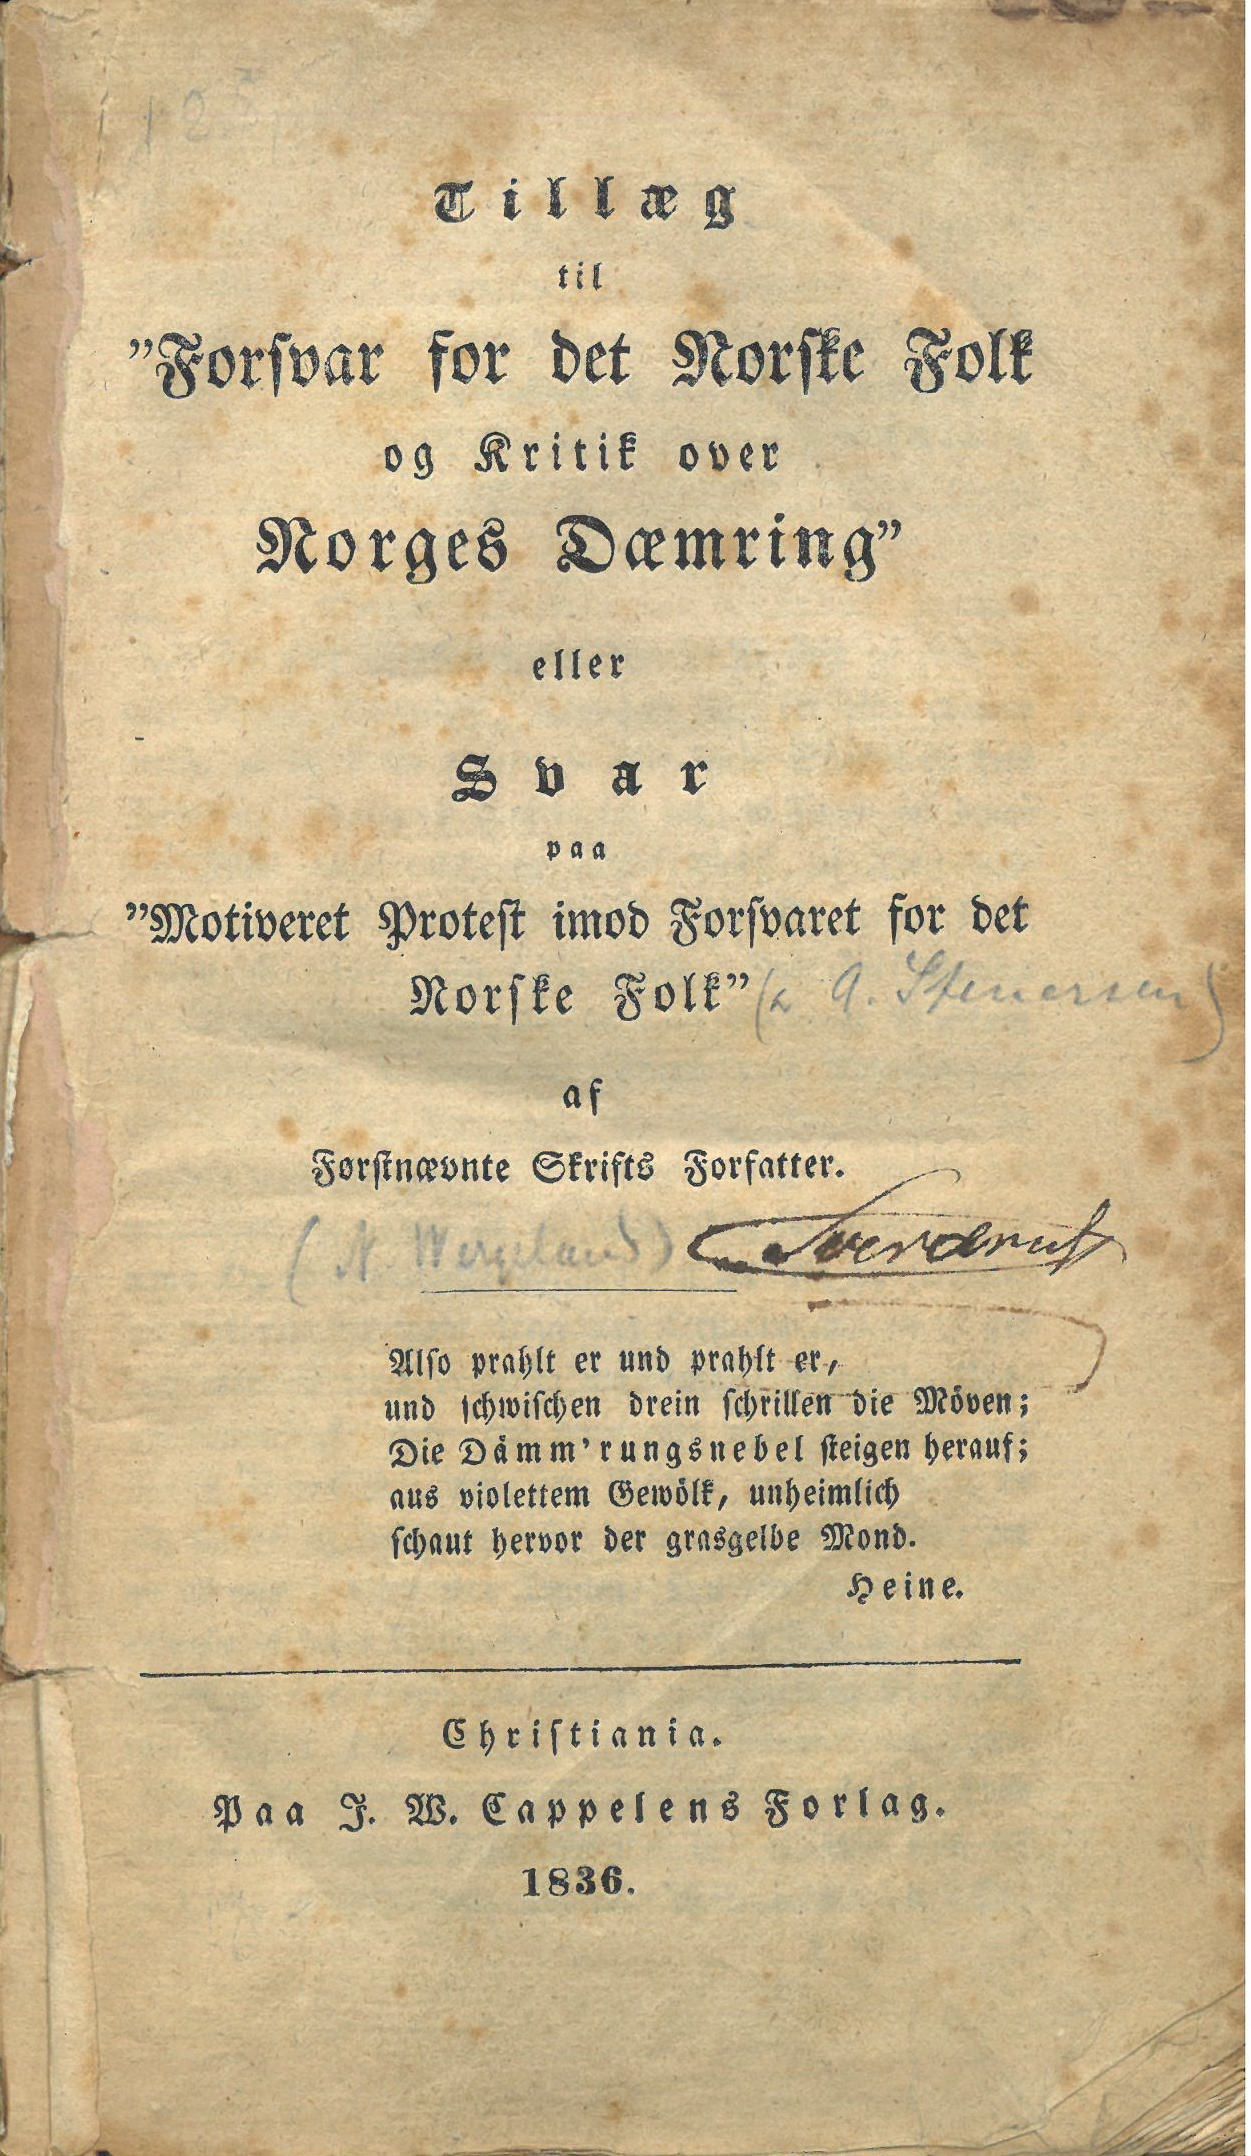 Tillæg
til
"Forsvar for det Norske Folk
og Kritik over
Norges Dæmring"
eller
Svar
paa
"Motiveret Protest imod Forsvaret for det
Norske Folk" ( A. Stenersen)
af
Førstnævnte Skrifts Forfatter.
(N Wergeland) Sverdrup
Also prahlt er und prahlt er,
und schwischen drein schrillen die Möven;
Die Dämm'rungsnebel steigen herauf;
aus violettem Gewölk, unheimlich
schaut hervor der grasgelbe Mond.
Heine.
Christiania.
Paa J. W. Cappelens Forlag.
1836.